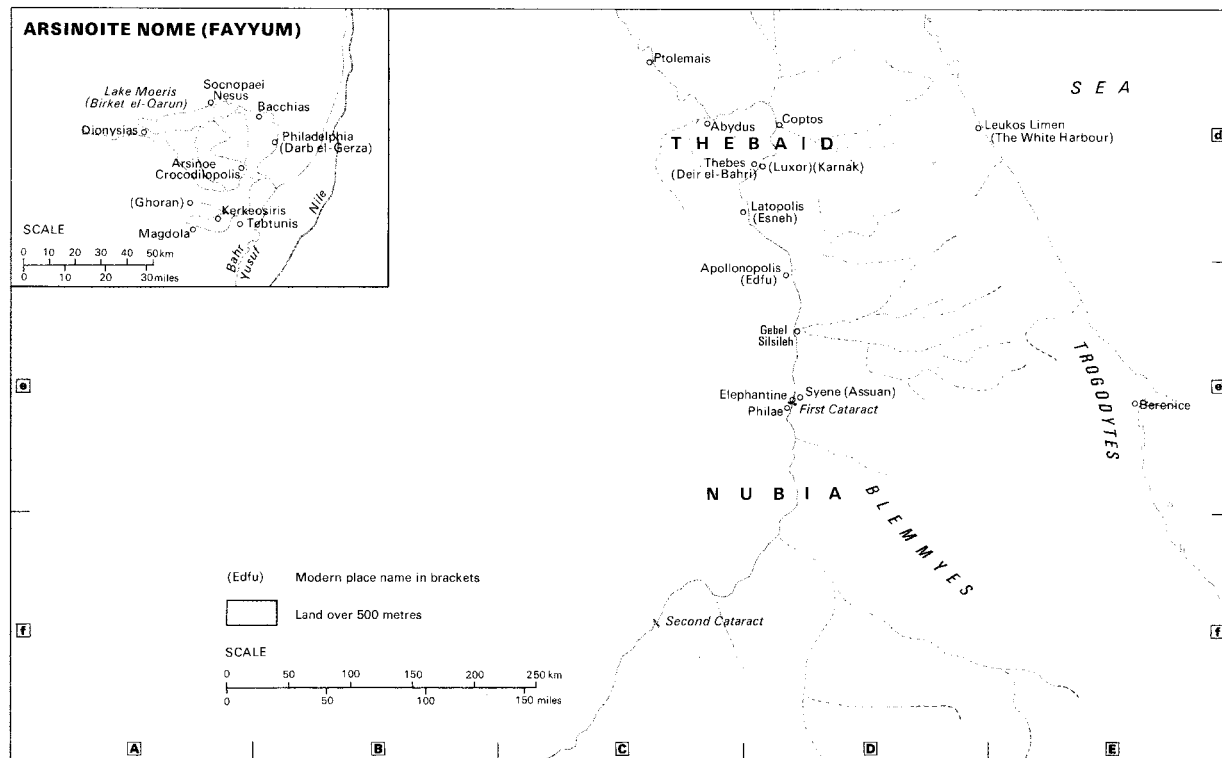 ARSINOITE NOME (FAYYUM)
Lake Moeris
(Birket el-Qarun)
Socnopaei
Nesus
Bacchias
Dionysias
Philadelphia
(Darb el-Gerza)
Arsinoe
Crocodilopolis
(Ghoran)
Kerkeosiris
Tebtunis
Magdola
Nile
Bahr
Yusuf
SCALE
0 10 20 30 40 50km
0 10 20 30 miles
Ptolemais
SEA
Abydus
Coptos
Leukos Limen
(The White Harbour)
THEBAID
Thebes
(Deir el-Bahri)
(Luxor)(Karnak)
Latopolis
(Esneh)
Apollonopolis
(Edfu)
Gebel
Silsileh
TROGODYTES
Elephantine
Syene (Assuan)
Philae
First Cataract
Berenice
NUBIA
BLEMMYES
(Edfu) Modern place name in brackets
Land over 500 metres
Second Cataract
SCALE
0 50 100 150 200 250 km
0 50 100 150 miles
d
d
e
e
f
f
A B C D E